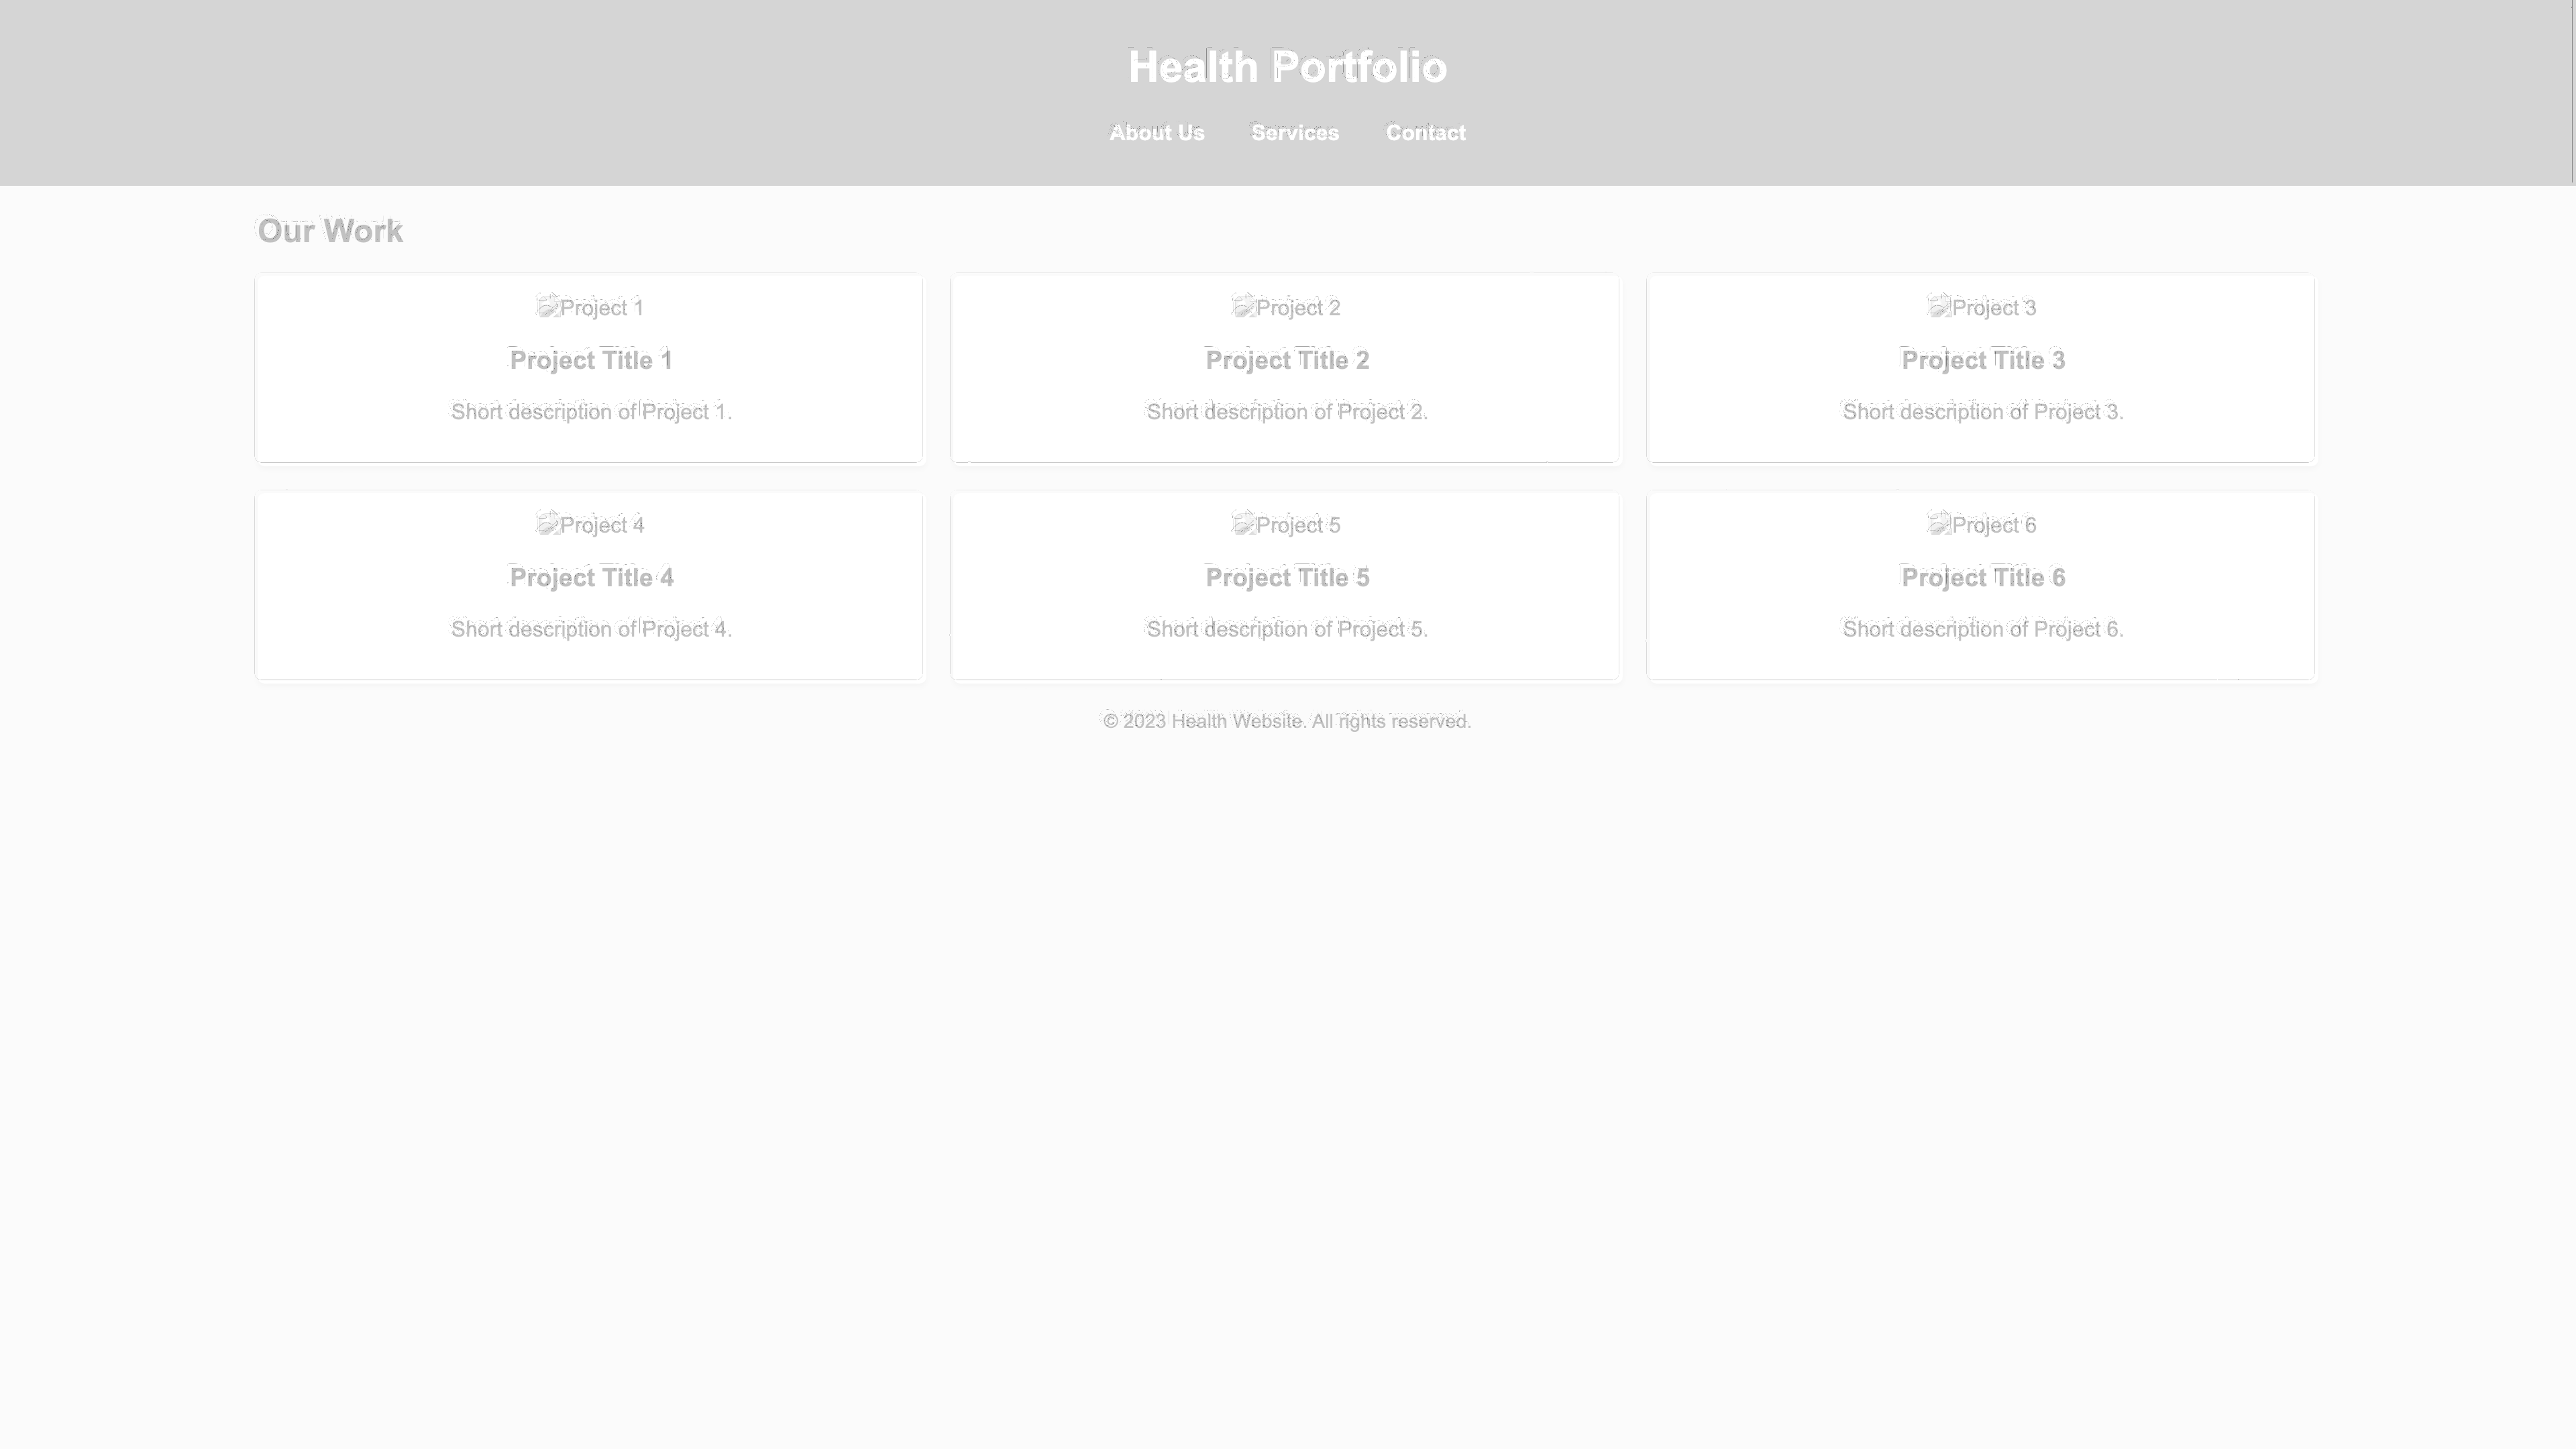 Health Portfolio
About Us Services Contact
Our Work
Project 1 Project 2 Project 3
Project Title 1 Project Title 2 Project Title 3
Short description of Project 1. Short description of Project 2. Short description of Project 3.
Project 4 Project 5 Project 6
Project Title 4 Project Title 5 Project Title 6
Short description of Project 4. Short description of Project 5. Short description of Project 6.
© 2023 Health Website. All rights reserved.